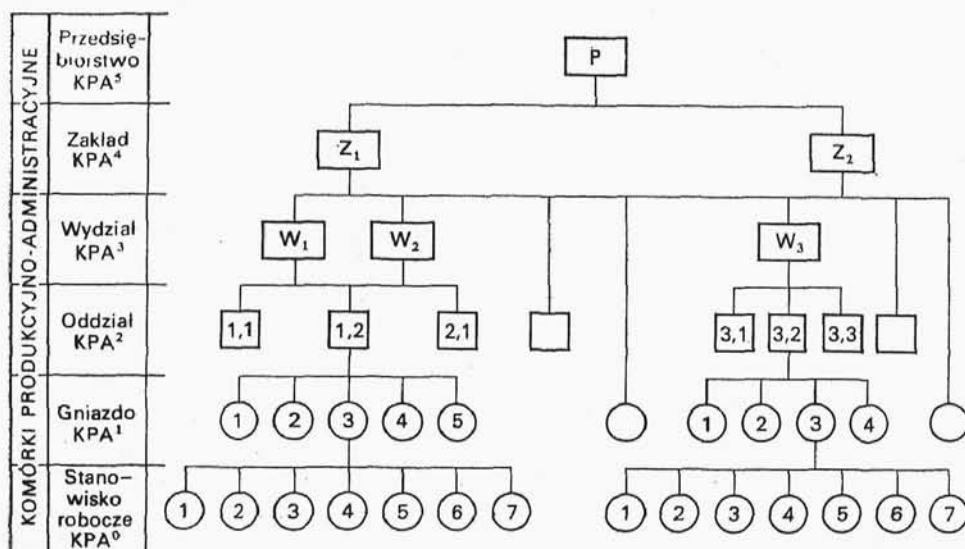 KOMÓRKI PRODUKCYJNO-ADMINISTRACYJNE
Przedsię-
biorstwo
KPA⁵
P
Zakład
KPA⁴
Z₁
Z₂
Wydział
KPA³
W₁
W₂
W₃
Oddział
KPA²
1,1
1,2
2,1
3,1
3,2
3,3
Gniazdo
KPA¹
1
2
3
4
5
1
2
3
4
Stano-
wisko
robocze
KPA⁰
1
2
3
4
5
6
7
1
2
3
4
5
6
7